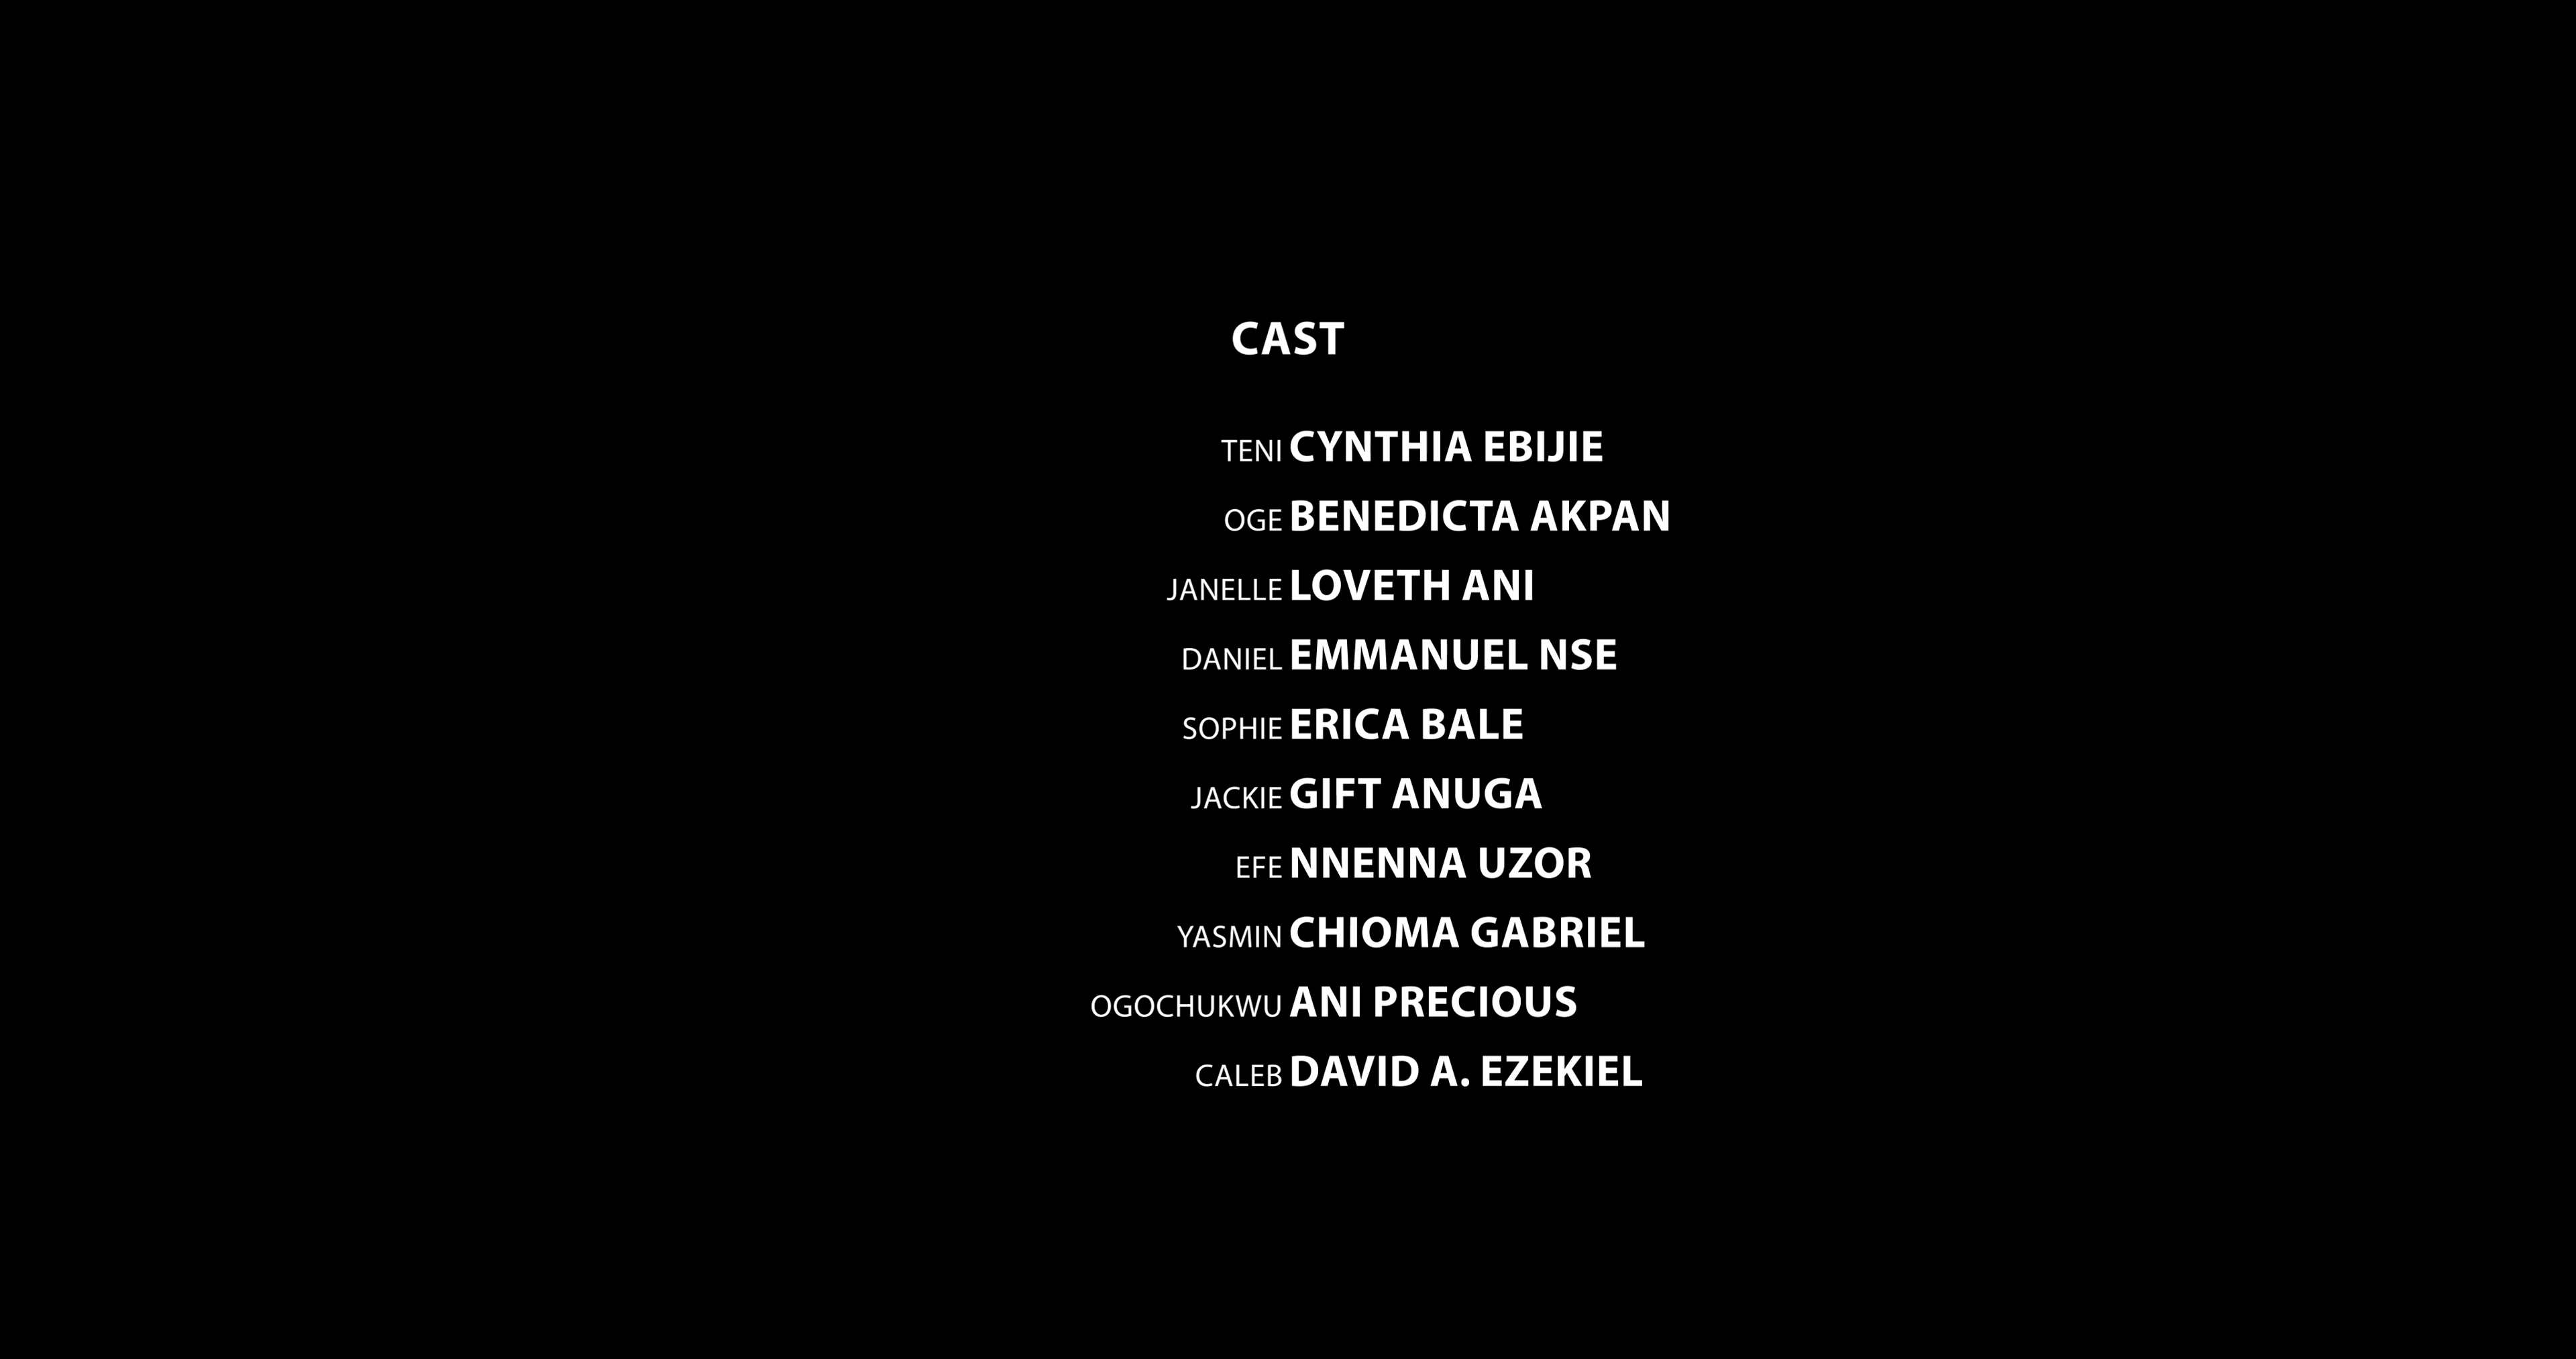 CAST
TENI CYNTHIA EBIJIE
OGE BENEDICTA AKPAN
JANELLE LOVETH ANI
DANIEL EMMANUEL NSE
SOPHIE ERICA BALE
JACKIE GIFT ANUGA
EFE NNENNA UZOR
YASMIN CHIOMA GABRIEL
OGOCHUKWU ANI PRECIOUS
CALEB DAVID A. EZEKIEL